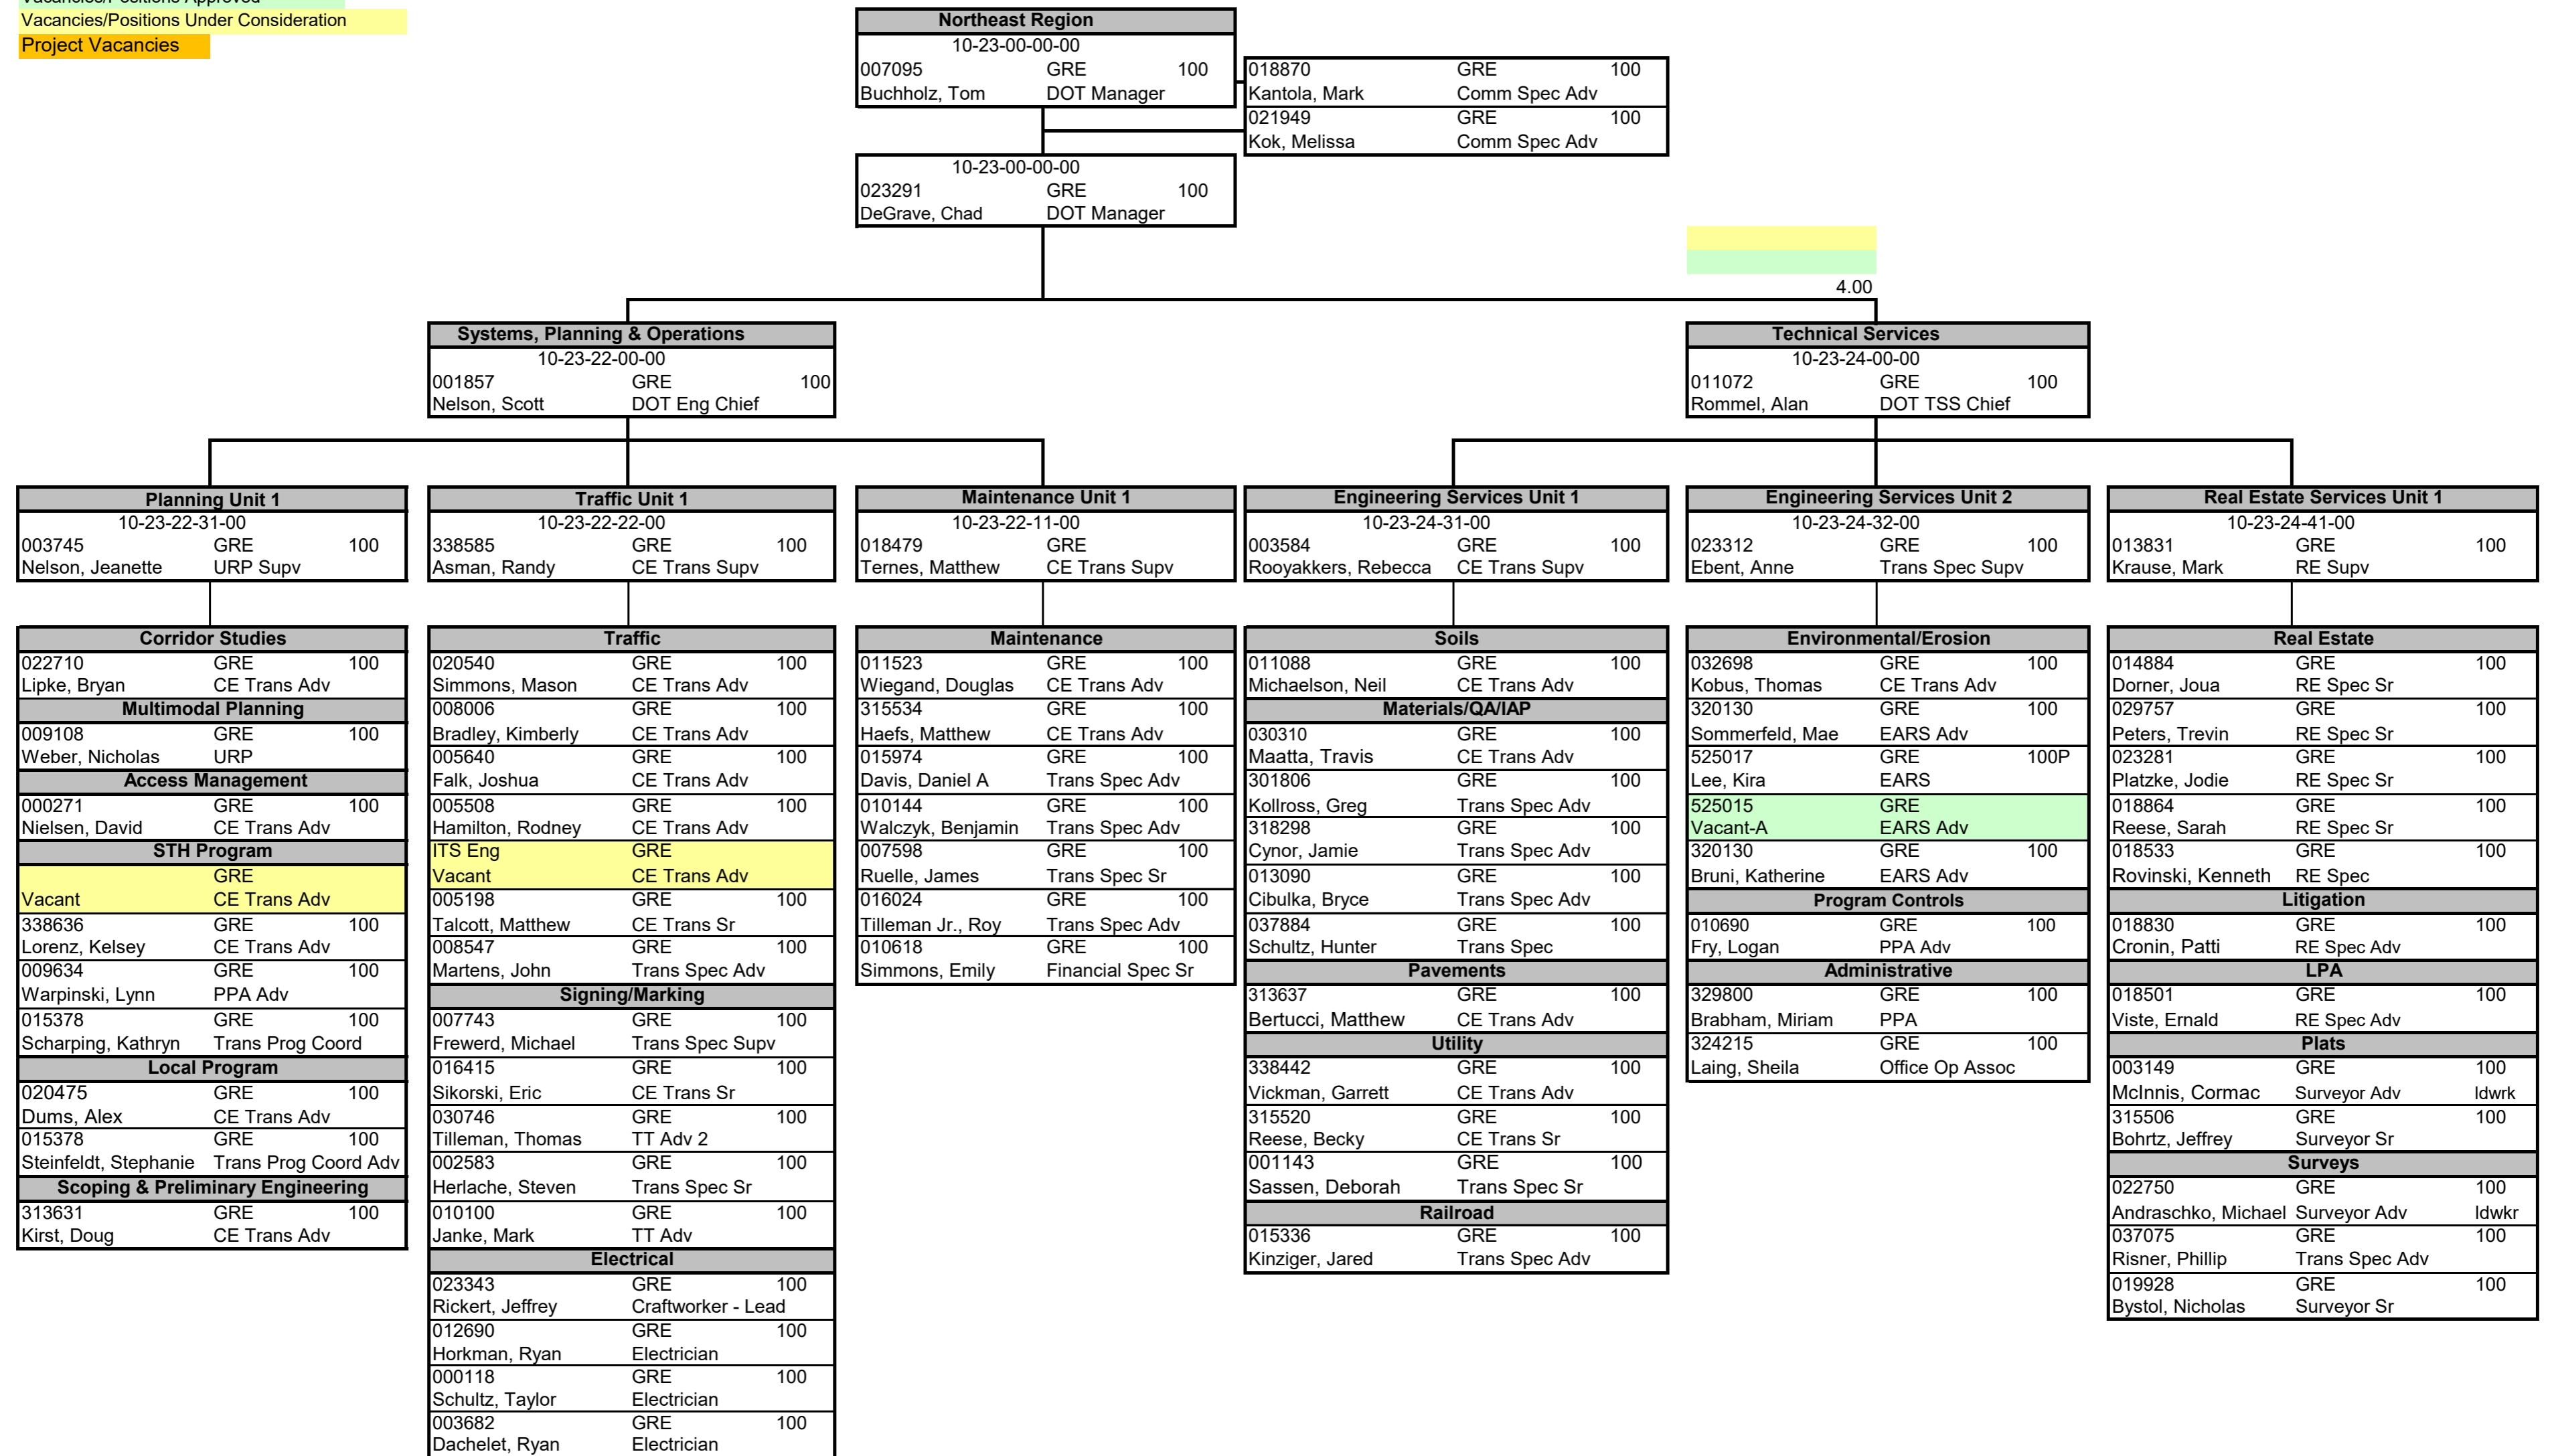 Vacancies/Positions Approved
Vacancies/Positions Under Consideration
Project Vacancies
Northeast Region
10-23-00-00-00
007095 GRE 100
Buchholz, Tom DOT Manager
018870 GRE 100
Kantola, Mark Comm Spec Adv
021949 GRE 100
Kok, Melissa Comm Spec Adv
10-23-00-00-00
023291 GRE 100
DeGrave, Chad DOT Manager
4.00
Systems, Planning & Operations
10-23-22-00-00
001857 GRE 100
Nelson, Scott DOT Eng Chief
Technical Services
10-23-24-00-00
011072 GRE 100
Rommel, Alan DOT TSS Chief
Planning Unit 1
10-23-22-31-00
003745 GRE 100
Nelson, Jeanette URP Supv
Corridor Studies
022710 GRE 100
Lipke, Bryan CE Trans Adv
Multimodal Planning
009108 GRE 100
Weber, Nicholas URP
Access Management
000271 GRE 100
Nielsen, David CE Trans Adv
STH Program
GRE
Vacant CE Trans Adv
338636 GRE 100
Lorenz, Kelsey CE Trans Adv
009634 GRE 100
Warpinski, Lynn PPA Adv
015378 GRE 100
Scharping, Kathryn Trans Prog Coord
Local Program
020475 GRE 100
Dums, Alex CE Trans Adv
015378 GRE 100
Steinfeldt, Stephanie Trans Prog Coord Adv
Scoping & Preliminary Engineering
313631 GRE 100
Kirst, Doug CE Trans Adv
Traffic Unit 1
10-23-22-22-00
338585 GRE 100
Asman, Randy CE Trans Supv
Traffic
020540 GRE 100
Simmons, Mason CE Trans Adv
008006 GRE 100
Bradley, Kimberly CE Trans Adv
005640 GRE 100
Falk, Joshua CE Trans Adv
005508 GRE 100
Hamilton, Rodney CE Trans Adv
ITS Eng GRE
Vacant CE Trans Adv
005198 GRE 100
Talcott, Matthew CE Trans Sr
008547 GRE 100
Martens, John Trans Spec Adv
Signing/Marking
007743 GRE 100
Frewerd, Michael Trans Spec Supv
016415 GRE 100
Sikorski, Eric CE Trans Sr
030746 GRE 100
Tilleman, Thomas TT Adv 2
002583 GRE 100
Herlache, Steven Trans Spec Sr
010100 GRE 100
Janke, Mark TT Adv
Electrical
023343 GRE 100
Rickert, Jeffrey Craftworker - Lead
012690 GRE 100
Horkman, Ryan Electrician
000118 GRE 100
Schultz, Taylor Electrician
003682 GRE 100
Dachelet, Ryan Electrician
Maintenance Unit 1
10-23-22-11-00
018479 GRE
Ternes, Matthew CE Trans Supv
Maintenance
011523 GRE 100
Wiegand, Douglas CE Trans Adv
315534 GRE 100
Haefs, Matthew CE Trans Adv
015974 GRE 100
Davis, Daniel A Trans Spec Adv
010144 GRE 100
Walczyk, Benjamin Trans Spec Adv
007598 GRE 100
Ruelle, James Trans Spec Sr
016024 GRE 100
Tilleman Jr., Roy Trans Spec Adv
010618 GRE 100
Simmons, Emily Financial Spec Sr
Engineering Services Unit 1
10-23-24-31-00
003584 GRE 100
Rooyakkers, Rebecca CE Trans Supv
Soils
011088 GRE 100
Michaelson, Neil CE Trans Adv
Materials/QA/IAP
030310 GRE 100
Maatta, Travis CE Trans Adv
301806 GRE 100
Kollross, Greg Trans Spec Adv
318298 GRE 100
Cynor, Jamie Trans Spec Adv
013090 GRE 100
Cibulka, Bryce Trans Spec Adv
037884 GRE 100
Schultz, Hunter Trans Spec
Pavements
313637 GRE 100
Bertucci, Matthew CE Trans Adv
Utility
338442 GRE 100
Vickman, Garrett CE Trans Adv
315520 GRE 100
Reese, Becky CE Trans Sr
001143 GRE 100
Sassen, Deborah Trans Spec Sr
Railroad
015336 GRE 100
Kinziger, Jared Trans Spec Adv
Engineering Services Unit 2
10-23-24-32-00
023312 GRE 100
Ebent, Anne Trans Spec Supv
Environmental/Erosion
032698 GRE 100
Kobus, Thomas CE Trans Adv
320130 GRE 100
Sommerfeld, Mae EARS Adv
525017 GRE 100P
Lee, Kira EARS
525015 GRE
Vacant-A EARS Adv
320130 GRE 100
Bruni, Katherine EARS Adv
Program Controls
010690 GRE 100
Fry, Logan PPA Adv
Administrative
329800 GRE 100
Brabham, Miriam PPA
324215 GRE 100
Laing, Sheila Office Op Assoc
Real Estate Services Unit 1
10-23-24-41-00
013831 GRE 100
Krause, Mark RE Supv
Real Estate
014884 GRE 100
Dorner, Joua RE Spec Sr
029757 GRE 100
Peters, Trevin RE Spec Sr
023281 GRE 100
Platzke, Jodie RE Spec Sr
018864 GRE 100
Reese, Sarah RE Spec Sr
018533 GRE 100
Rovinski, Kenneth RE Spec
Litigation
018830 GRE 100
Cronin, Patti RE Spec Adv
LPA
018501 GRE 100
Viste, Ernald RE Spec Adv
Plats
003149 GRE 100
McInnis, Cormac Surveyor Adv ldwrk
315506 GRE 100
Bohrtz, Jeffrey Surveyor Sr
Surveys
022750 GRE 100
Andraschko, Michael Surveyor Adv ldwkr
037075 GRE 100
Risner, Phillip Trans Spec Adv
019928 GRE 100
Bystol, Nicholas Surveyor Sr